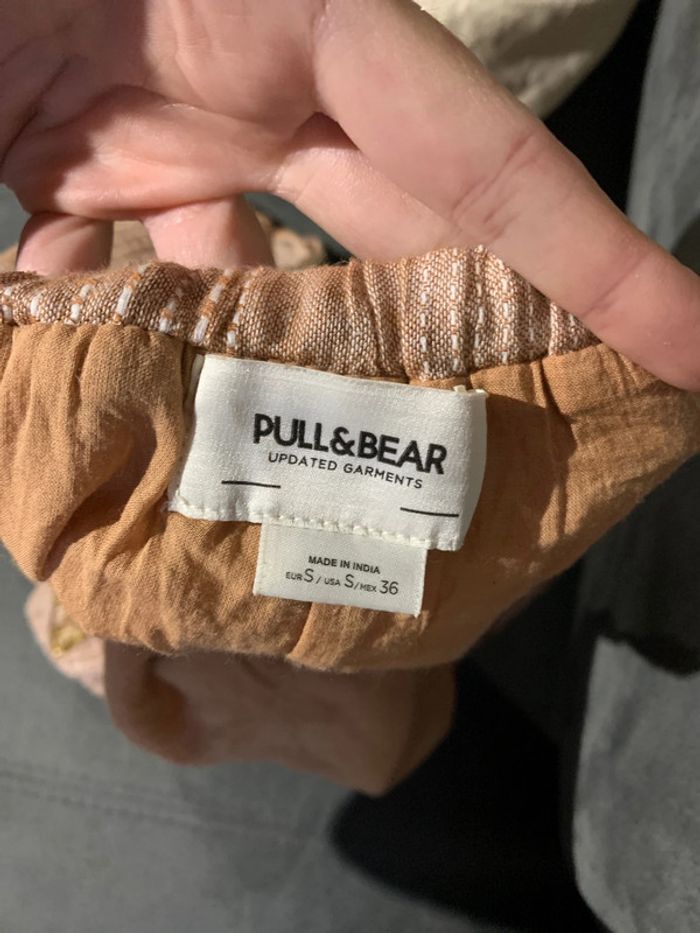 PULL&BEAR
UPDATED GARMENTS
MADE IN INDIA
EUR S / USA S / MEX 36